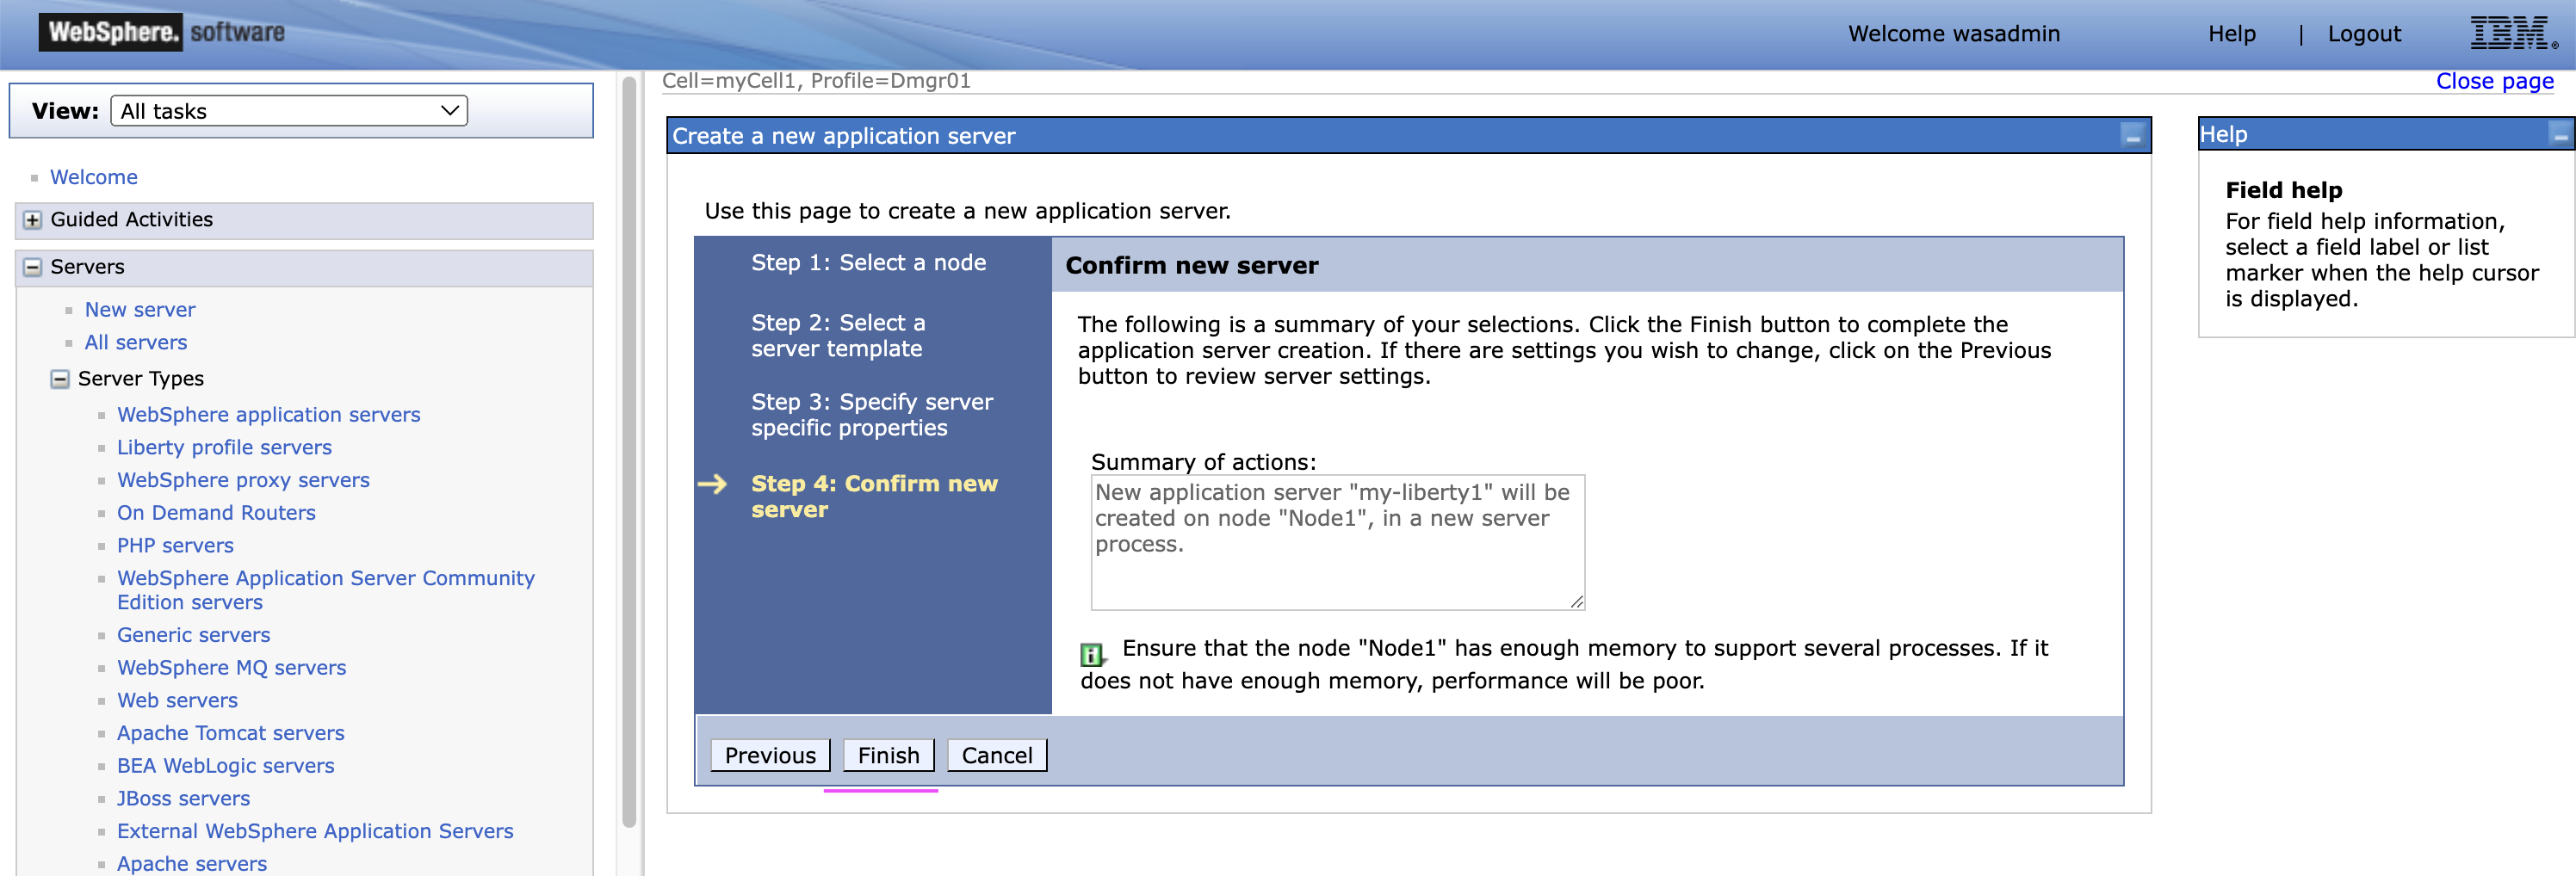 WebSphere. software
Welcome wasadmin
Help | Logout
IBM®
View: All tasks
Welcome
Guided Activities
Servers
New server
All servers
Server Types
WebSphere application servers
Liberty profile servers
WebSphere proxy servers
On Demand Routers
PHP servers
WebSphere Application Server Community
Edition servers
Generic servers
WebSphere MQ servers
Web servers
Apache Tomcat servers
BEA WebLogic servers
JBoss servers
External WebSphere Application Servers
Apache servers
Cell=myCell1, Profile=Dmgr01
Close page
Create a new application server
Use this page to create a new application server.
Step 1: Select a node
Step 2: Select a
server template
Step 3: Specify server
specific properties
Step 4: Confirm new
server
Confirm new server
The following is a summary of your selections. Click the Finish button to complete the
application server creation. If there are settings you wish to change, click on the Previous
button to review server settings.
Summary of actions:
New application server "my-liberty1" will be
created on node "Node1", in a new server
process.
Ensure that the node "Node1" has enough memory to support several processes. If it
does not have enough memory, performance will be poor.
Previous Finish Cancel
Help
Field help
For field help information,
select a field label or list
marker when the help cursor
is displayed.